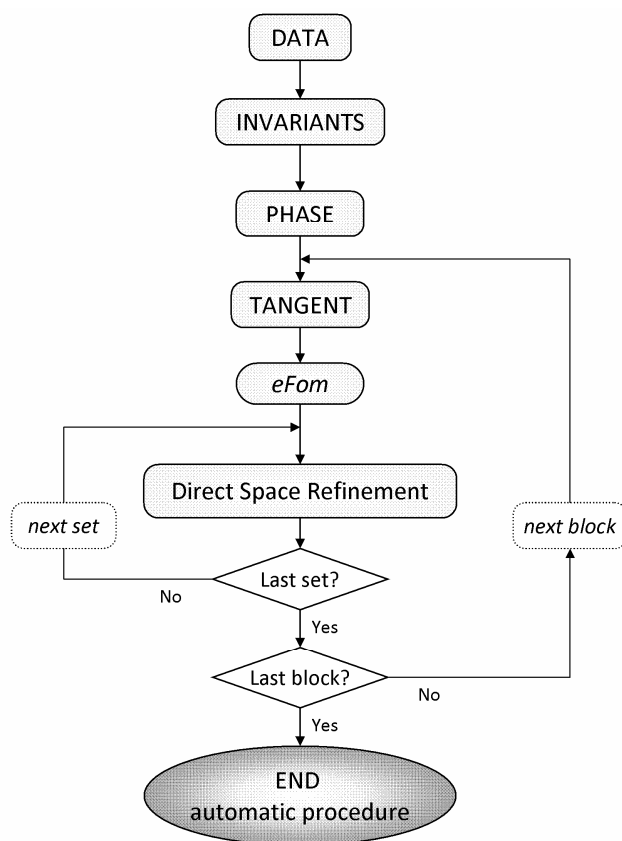 DATA
INVARIANTS
PHASE
TANGENT
eFom
Direct Space Refinement
next set
next block
Last set?
No
Yes
Last block?
No
Yes
END
automatic procedure